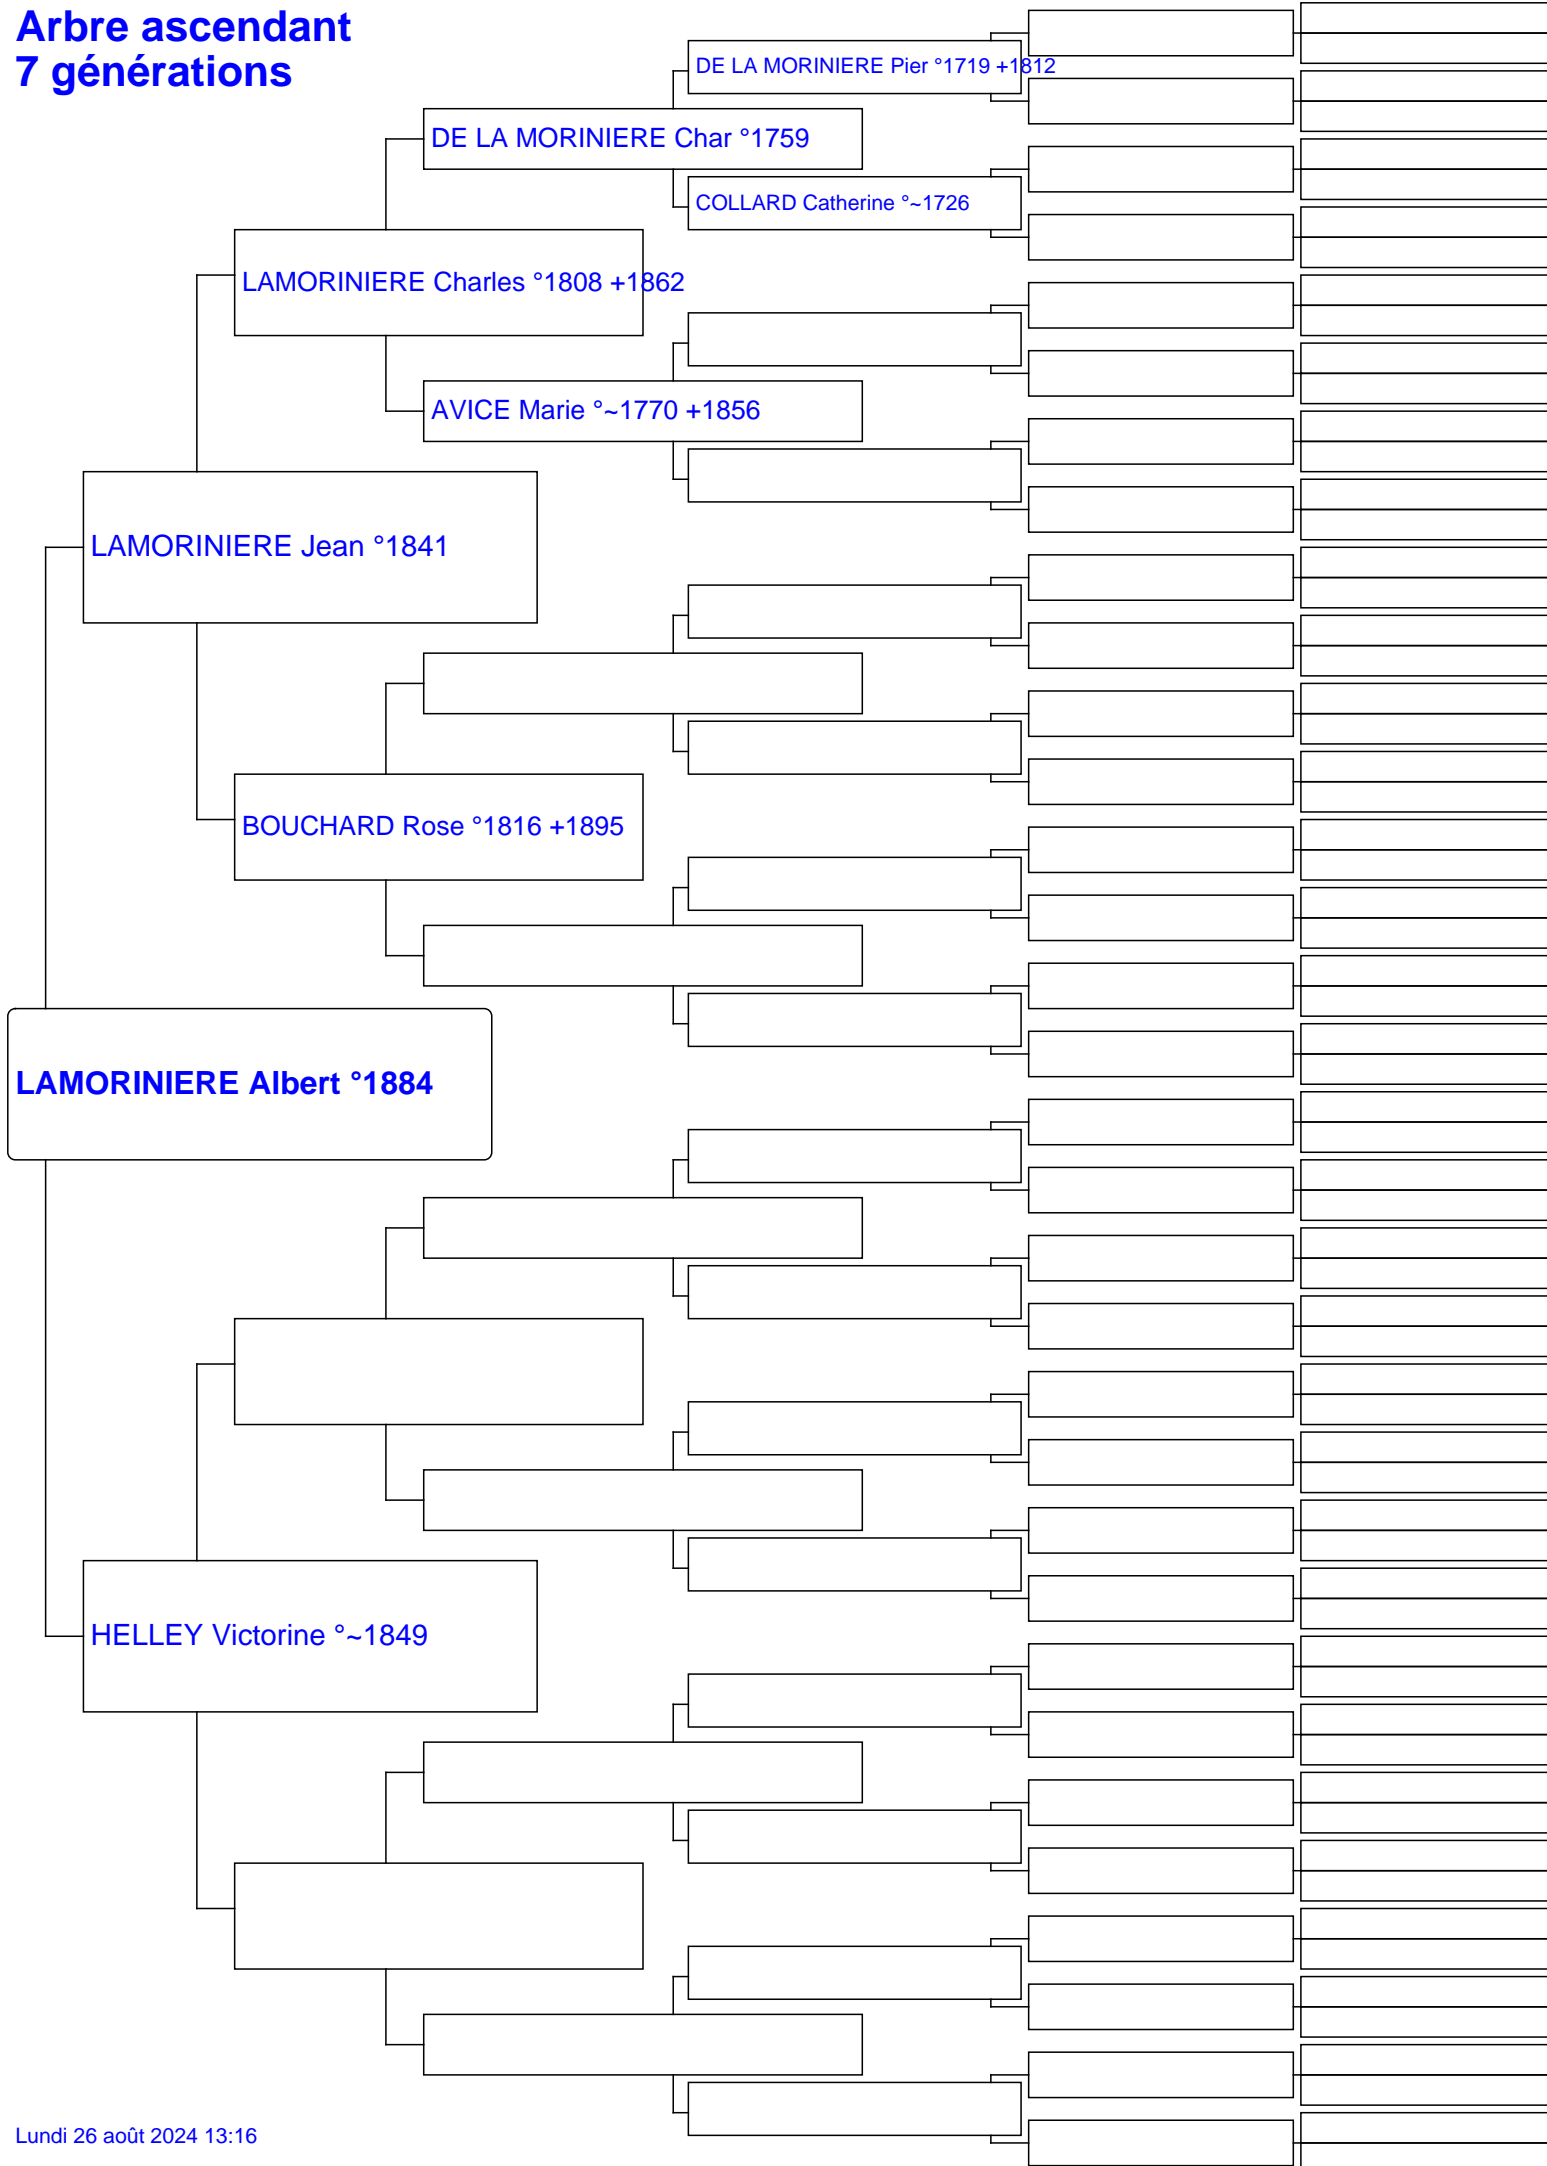 Arbre ascendant
7 générations
DE LA MORINIERE Pier °1719 +1812
DE LA MORINIERE Char °1759
COLLARD Catherine °~1726
LAMORINIERE Charles °1808 +1862
AVICE Marie °~1770 +1856
LAMORINIERE Jean °1841
BOUCHARD Rose °1816 +1895
LAMORINIERE Albert °1884
HELLEY Victorine °~1849
Lundi 26 août 2024 13:16